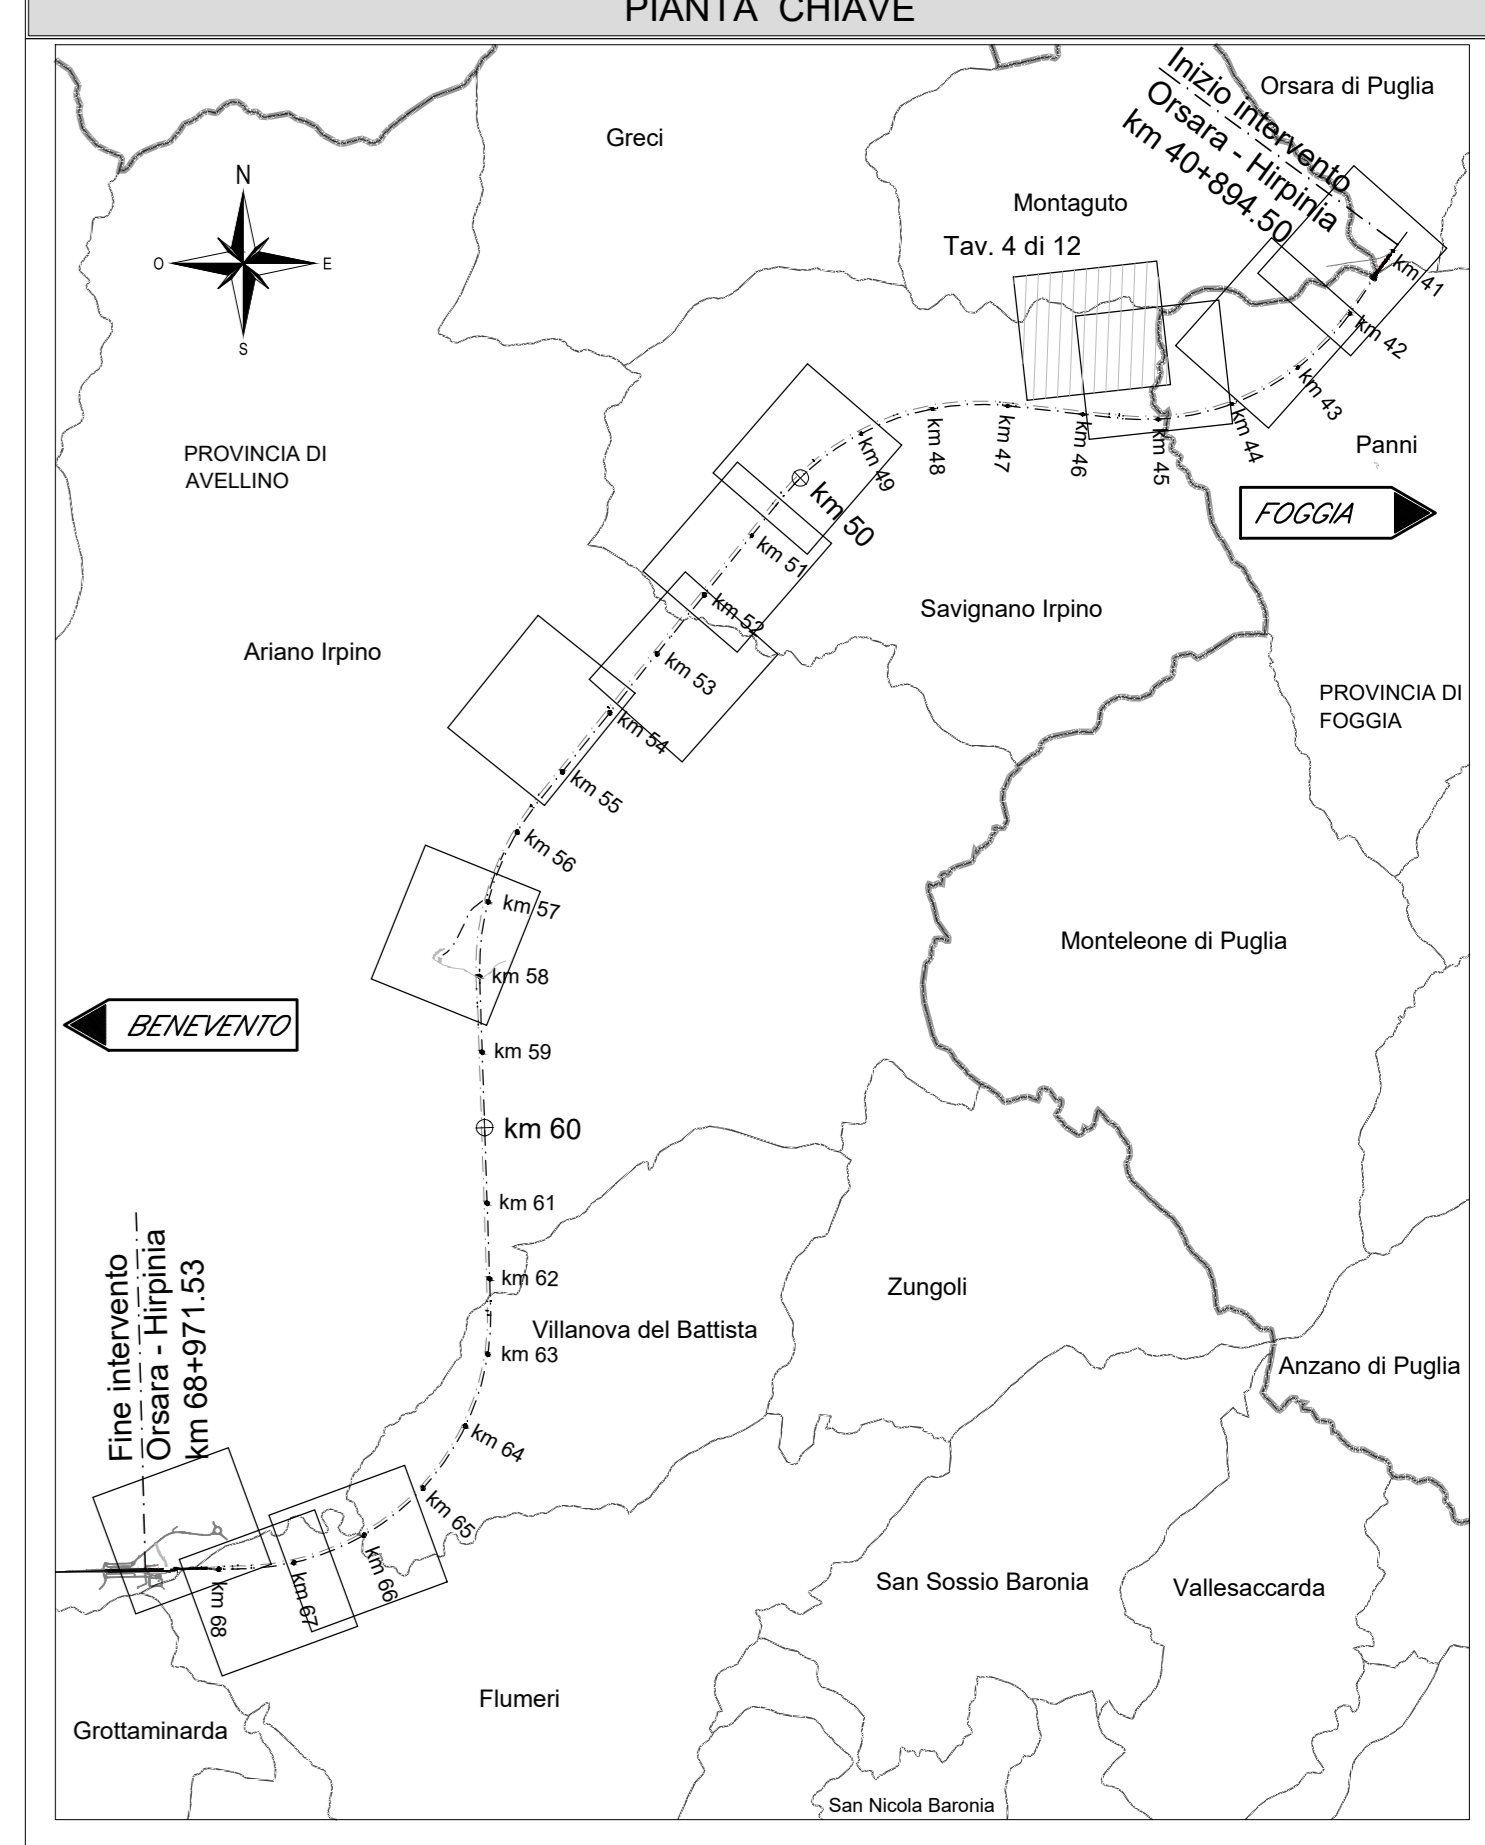 PIANTA CHIAVE
Inizio intervento
Orsara - Hirpinia
km 40+894.50
Orsara di Puglia
Greci
Montaguto
Tav. 4 di 12
N
O
E
S
km 41
km 42
km 43
km 44
km 45
km 46
km 47
km 48
km 49
km 50
km 51
km 52
km 53
km 54
km 55
km 56
km 57
km 58
km 59
km 60
km 61
km 62
km 63
km 64
km 65
km 66
km 67
km 68
Panni
FOGGIA
PROVINCIA DI
AVELLINO
Savignano Irpino
Ariano Irpino
PROVINCIA DI
FOGGIA
Monteleone di Puglia
BENEVENTO
Fine intervento
Orsara - Hirpinia
km 68+971.53
Zungoli
Villanova del Battista
Anzano di Puglia
San Sossio Baronia
Vallesaccarda
Flumeri
Grottaminarda
San Nicola Baronia